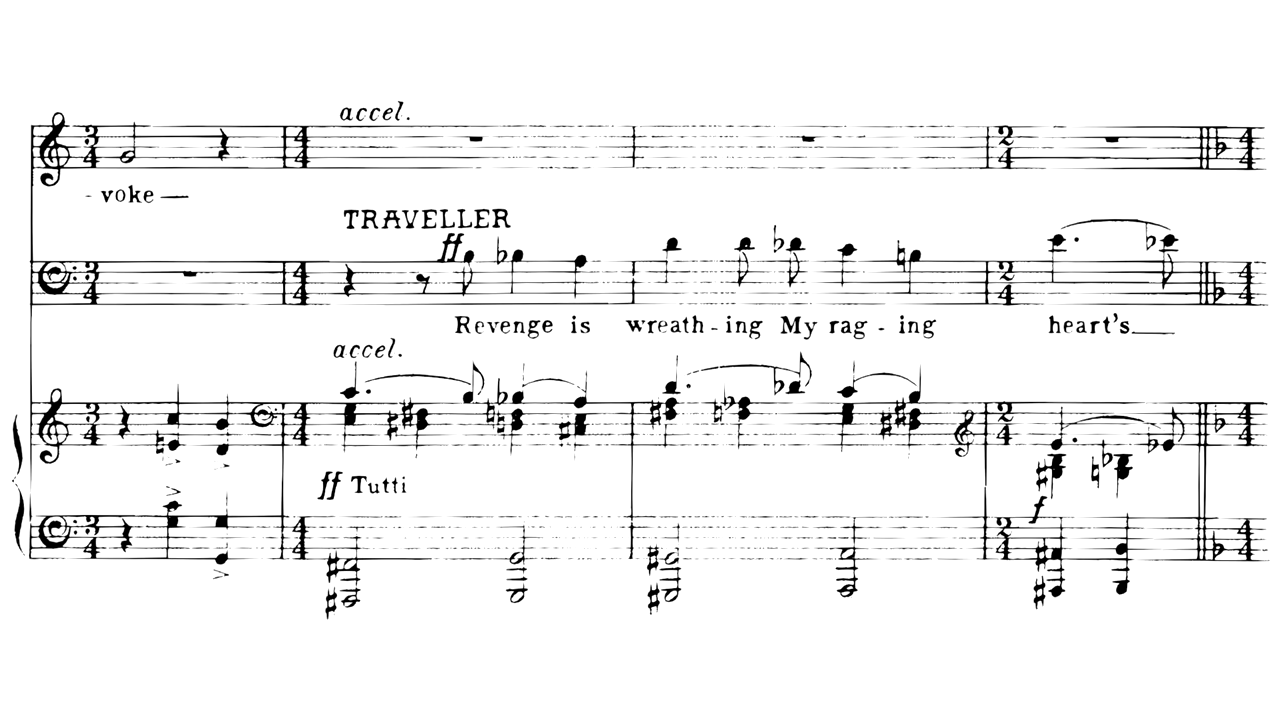 accel.
- voke —
TRAVELLER
ff
Revenge is wreath - ing My rag - ing heart's
accel.
ff Tutti
f